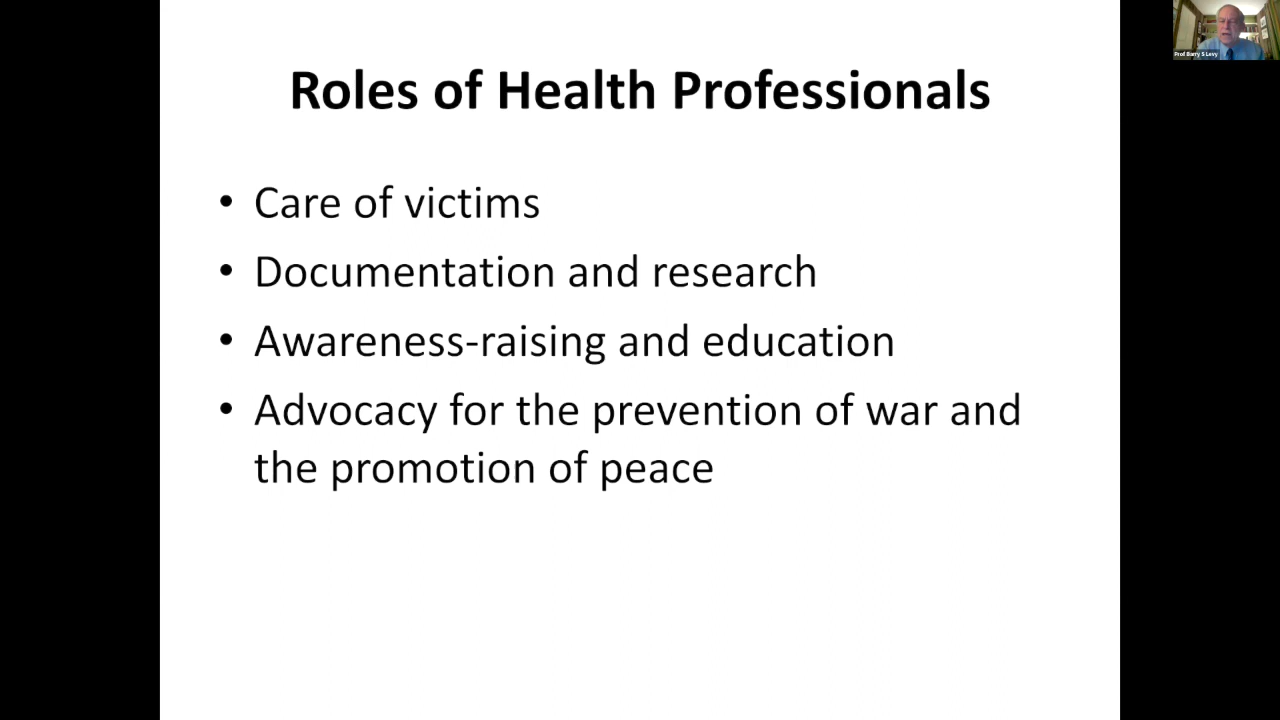 Roles of Health Professionals
• Care of victims
• Documentation and research
• Awareness-raising and education
• Advocacy for the prevention of war and
the promotion of peace
Prof Barry S Levy